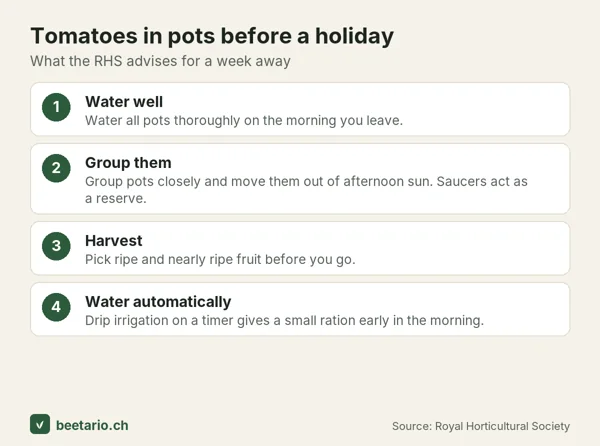 Tomatoes in pots before a holiday
What the RHS advises for a week away
1
Water well
Water all pots thoroughly on the morning you leave.
2
Group them
Group pots closely and move them out of afternoon sun. Saucers act as
a reserve.
3
Harvest
Pick ripe and nearly ripe fruit before you go.
4
Water automatically
Drip irrigation on a timer gives a small ration early in the morning.
beetario.ch
Source: Royal Horticultural Society